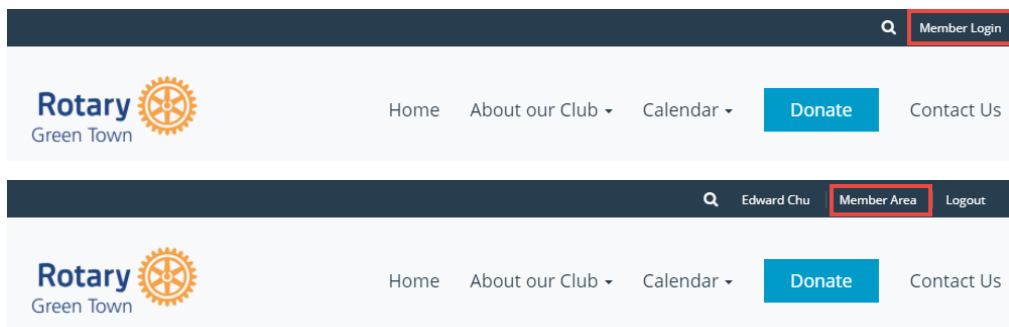 Member Login
Rotary
Green Town
Home About our Club Calendar Donate Contact Us
Edward Chu Member Area Logout
Rotary
Green Town
Home About our Club Calendar Donate Contact Us